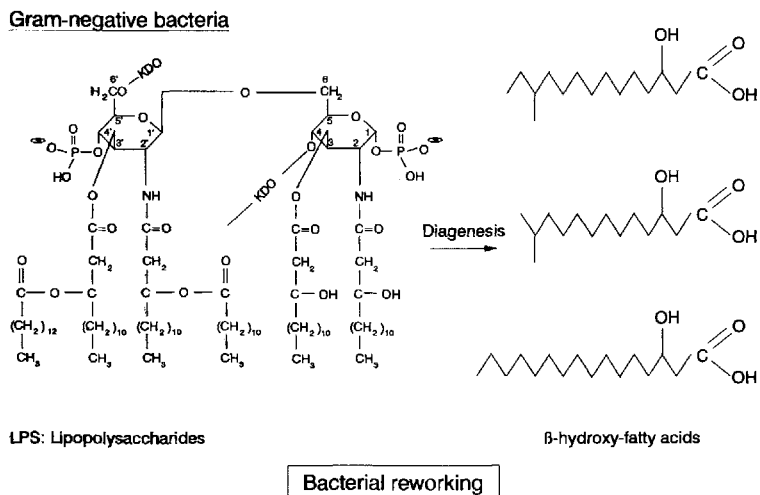 Gram-negative bacteria
6' CO KDO
H₂C
O 6 CH₂
5' O
4' 1'
3' 2'
5 O
4 1
3 2
O P O
HO
O P O
OH
O NH KDO O NH
C=O C=O C=O C=O
CH₂ CH₂ CH₂ CH₂
O O
C O C C O C C OH C OH
(CH₂)₁₂ (CH₂)₁₀ (CH₂)₁₀ (CH₂)₁₀ (CH₂)₁₀ (CH₂)₁₀
CH₃ CH₃ CH₃ CH₃ CH₃ CH₃
Diagenesis
OH O
C
OH
OH O
C
OH
OH O
C
OH
LPS: Lipopolysaccharides
ß-hydroxy-fatty acids
Bacterial reworking